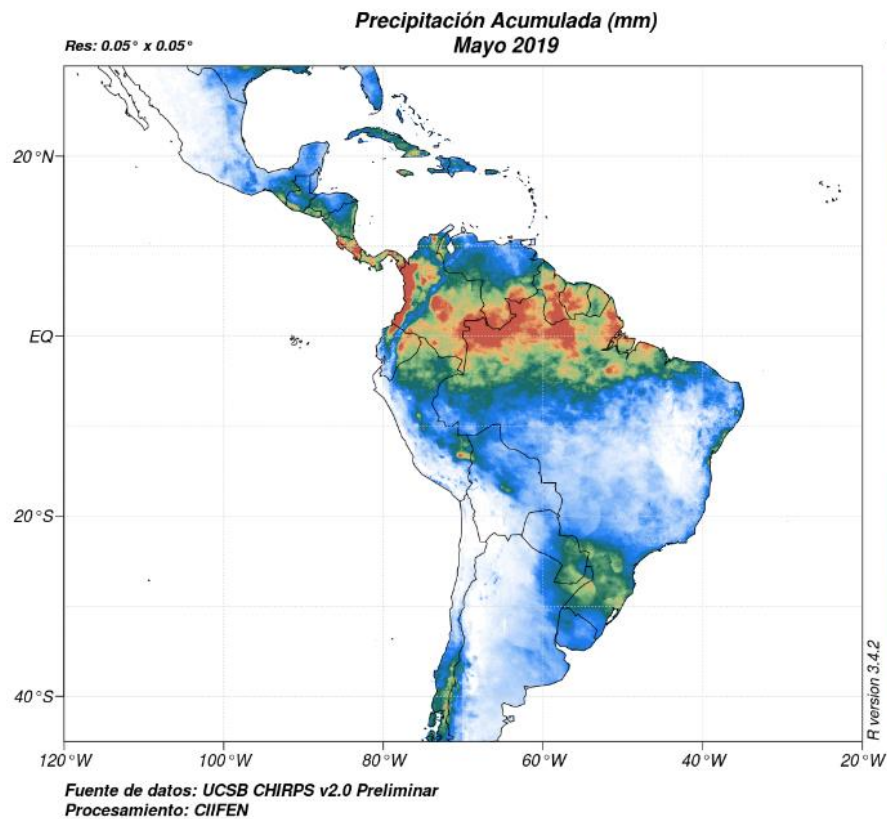 Precipitación Acumulada (mm)
Mayo 2019
Res: 0.05° x 0.05°
20°N
EQ
20°S
40°S
120°W
100°W
80°W
60°W
40°W
20°W
R version 3.4.2
Fuente de datos: UCSB CHIRPS v2.0 Preliminar
Procesamiento: CIIFEN